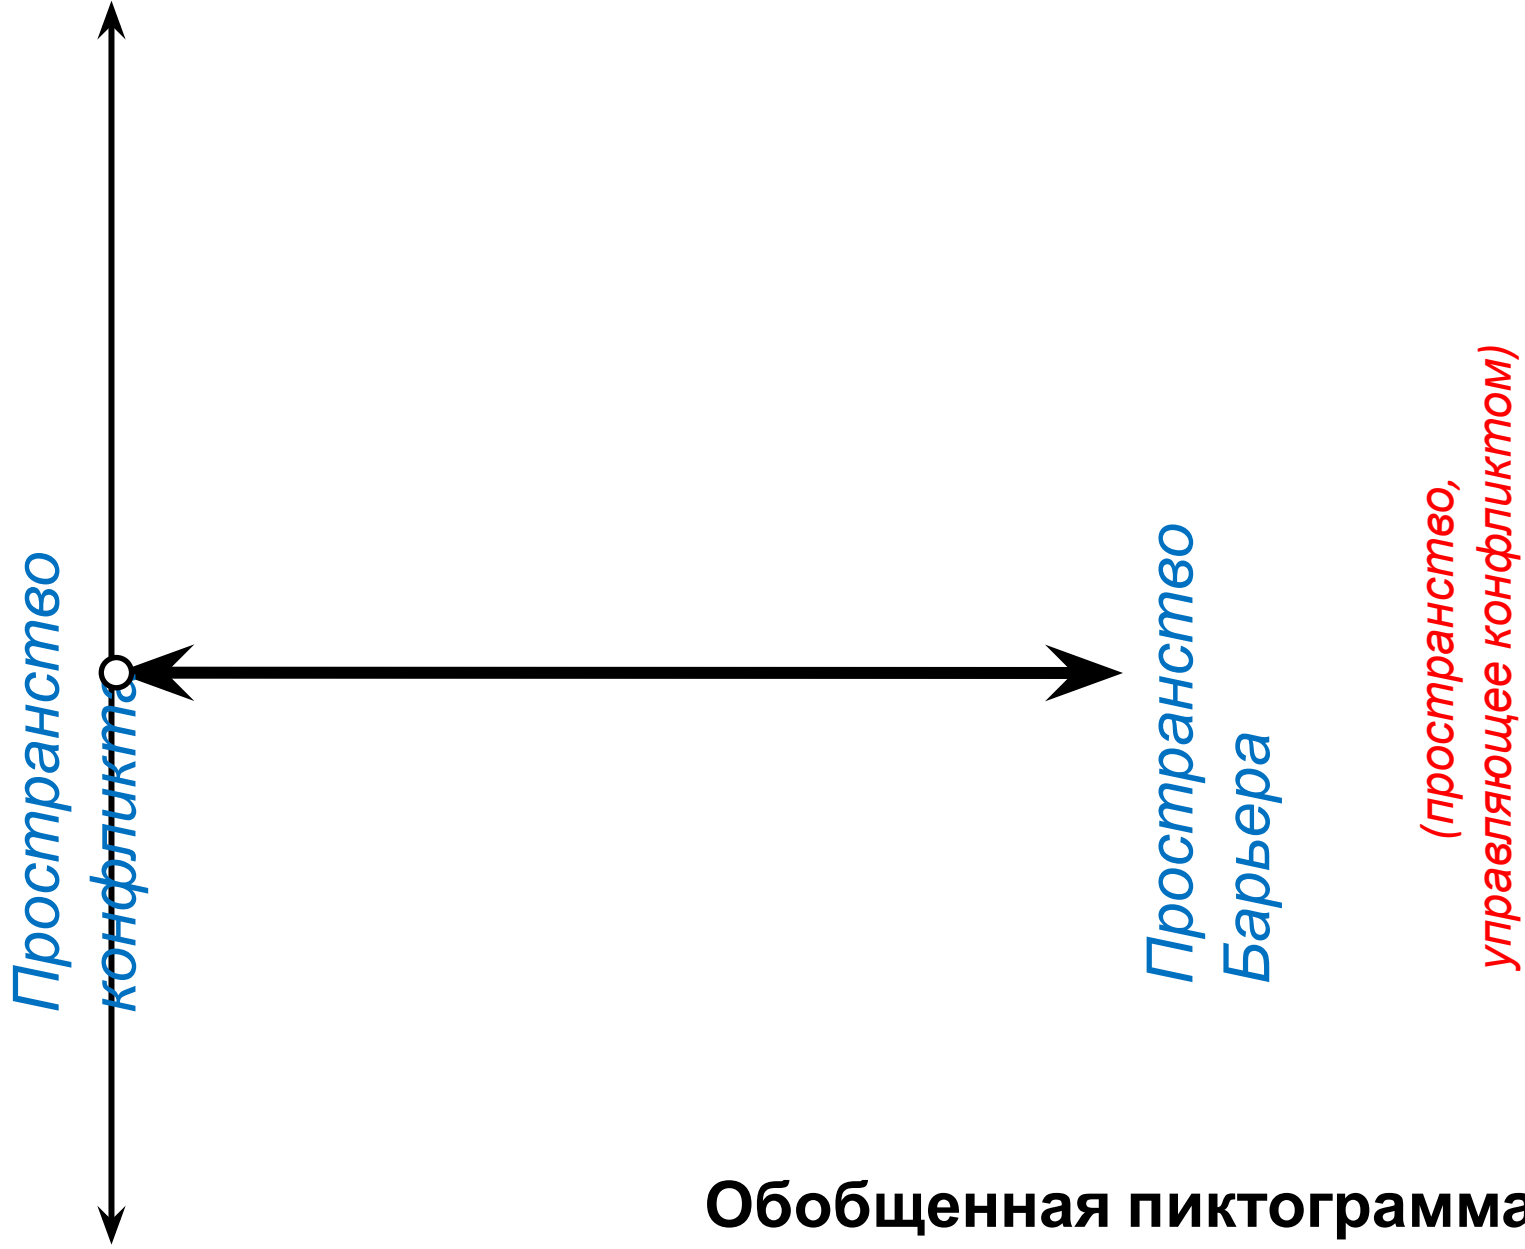 Пространство
конфликта
Пространство
Барьера
(пространство,
управляющее конфликтом)
Обобщенная пиктограмма